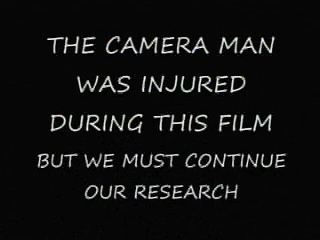 THE CAMERA MAN
WAS INJURED
DURING THIS FILM
BUT WE MUST CONTINUE
OUR RESEARCH